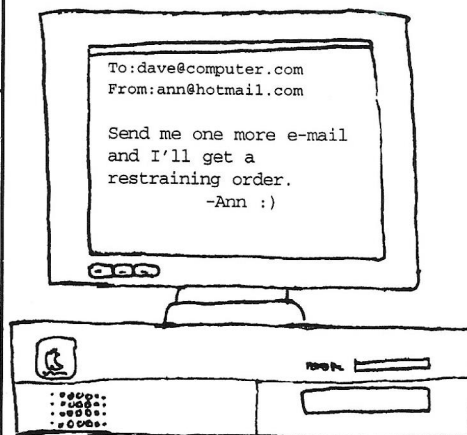 To:dave@computer.com
From:ann@hotmail.com
Send me one more e-mail
and I'll get a
restraining order.
-Ann :)